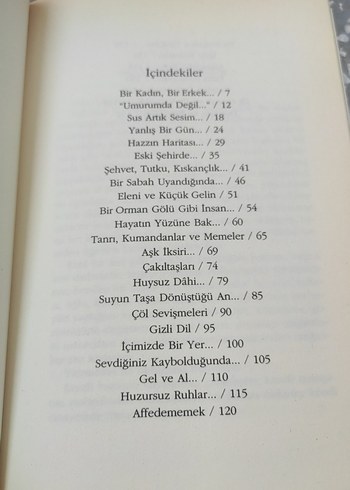 İçindekiler
Bir Kadın, Bir Erkek... / 7
"Umurumda Değil..." / 12
Sus Artık Sesim... / 18
Yanlış Bir Gün... / 24
Hazzın Haritası... / 29
Eski Şehirde... / 35
Şehvet, Tutku, Kıskançlık... / 41
Bir Sabah Uyandığında... / 46
Eleni ve Küçük Gelin / 51
Bir Orman Gölü Gibi İnsan... / 54
Hayatın Yüzüne Bak... / 60
Tanrı, Kumandanlar ve Memeler / 65
Aşk İksiri... / 69
Çakıltaşları / 74
Huysuz Dâhi... / 79
Suyun Taşa Dönüştüğü An... / 85
Çöl Sevişmeleri / 90
Gizli Dil / 95
İçimizde Bir Yer... / 100
Sevdiğiniz Kaybolduğunda... / 105
Gel ve Al... / 110
Huzursuz Ruhlar... / 115
Affedememek / 120